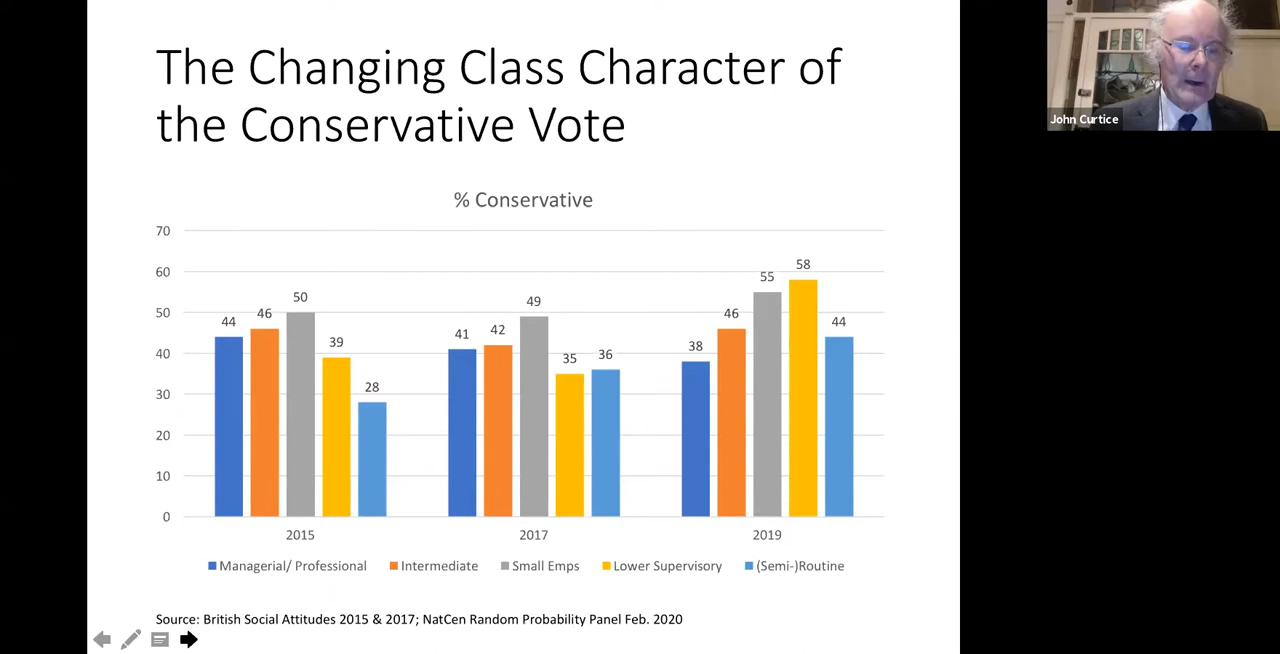 The Changing Class Character of
the Conservative Vote
John Curtice
% Conservative
70
60
50
40
30
20
10
0
44
46
50
39
28
41
42
49
35
36
38
46
55
58
44
2015
2017
2019
Managerial/ Professional
Intermediate
Small Emps
Lower Supervisory
(Semi-)Routine
Source: British Social Attitudes 2015 & 2017; NatCen Random Probability Panel Feb. 2020